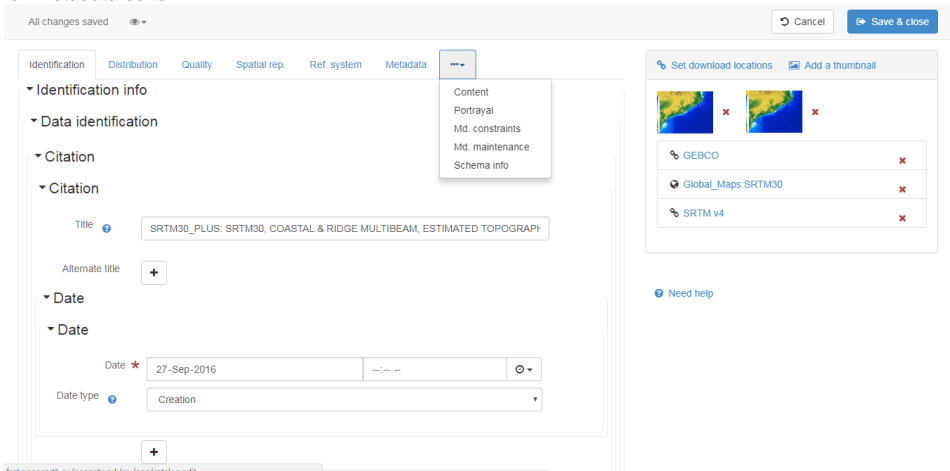 All changes saved
Cancel
Save & close
Identification Distribution Quality Spatial rep. Ref. system Metadata
Content
Portrayal
Md. constraints
Md. maintenance
Schema info
Identification info
Data identification
Citation
Citation
Title
SRTM30_PLUS: SRTM30, COASTAL & RIDGE MULTIBEAM, ESTIMATED TOPOGRAPH
Alternate title
+
Date
Date
Date * 27-Sep-2016 --:-- --
Date type Creation
+
Set download locations Add a thumbnail
GEBCO
Global_Maps:SRTM30
SRTM v4
Need help